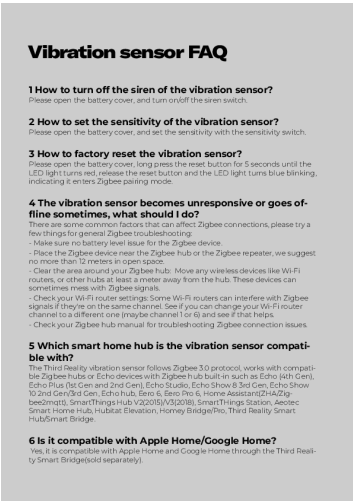 Vibration sensor FAQ
1 How to turn off the siren of the vibration sensor?
Please open the battery cover, and turn on/off the siren switch.
2 How to set the sensitivity of the vibration sensor?
Please open the battery cover, and set the sensitivity with the sensitivity switch.
3 How to factory reset the vibration sensor?
Please open the battery cover, long press the reset button for 5 seconds until the
LED light turns red, release the reset button and the LED light turns blue blinking,
indicating it enters Zigbee pairing mode.
4 The vibration sensor becomes unresponsive or goes of-
fline sometimes, what should I do?
There are some common factors that can affect Zigbee connections, please try a
few things for general Zigbee troubleshooting:
- Make sure no battery level issue for the Zigbee device.
- Place the Zigbee device near the Zigbee hub or the Zigbee repeater, we suggest
no more than 12 meters in open space.
- Clear the area around your Zigbee hub: Move any wireless devices like Wi-Fi
routers, or other hubs at least a meter away from the hub. These devices can
sometimes mesh with Zigbee signals.
- Check your Wi-Fi router settings: Some Wi-Fi routers can interfere with Zigbee
signals if they're on the same channel. See if you can change your Wi-Fi router
channel to a different one (maybe channel 1 or 6) and see if that helps.
- Check your Zigbee hub manual for troubleshooting Zigbee connection issues.
5 Which smart home hub is the vibration sensor compati-
ble with?
The Third Reality vibration sensor follows Zigbee 3.0 protocol, works with compati-
ble Zigbee hubs or Echo devices with Zigbee hub built-in such as Echo (4th Gen),
Echo Plus (1st Gen and 2nd Gen), Echo Studio, Echo Show 8 3rd Gen, Echo Show
10 2nd Gen/3rd Gen, Echo hub, Eero 6, Eero Pro 6, Home Assistant(ZHA/Zig-
bee2mqtt), SmartThings Hub V2(2015)/V3(2018), SmartTHings Station, Aeotec
Smart Home Hub, Hubitat Elevation, Homey Bridge/Pro, Third Reality Smart
Hub/Smart Bridge.
6 Is it compatible with Apple Home/Google Home?
Yes, it is compatible with Apple Home and Google Home through the Third Reali-
ty Smart Bridge(sold separately).